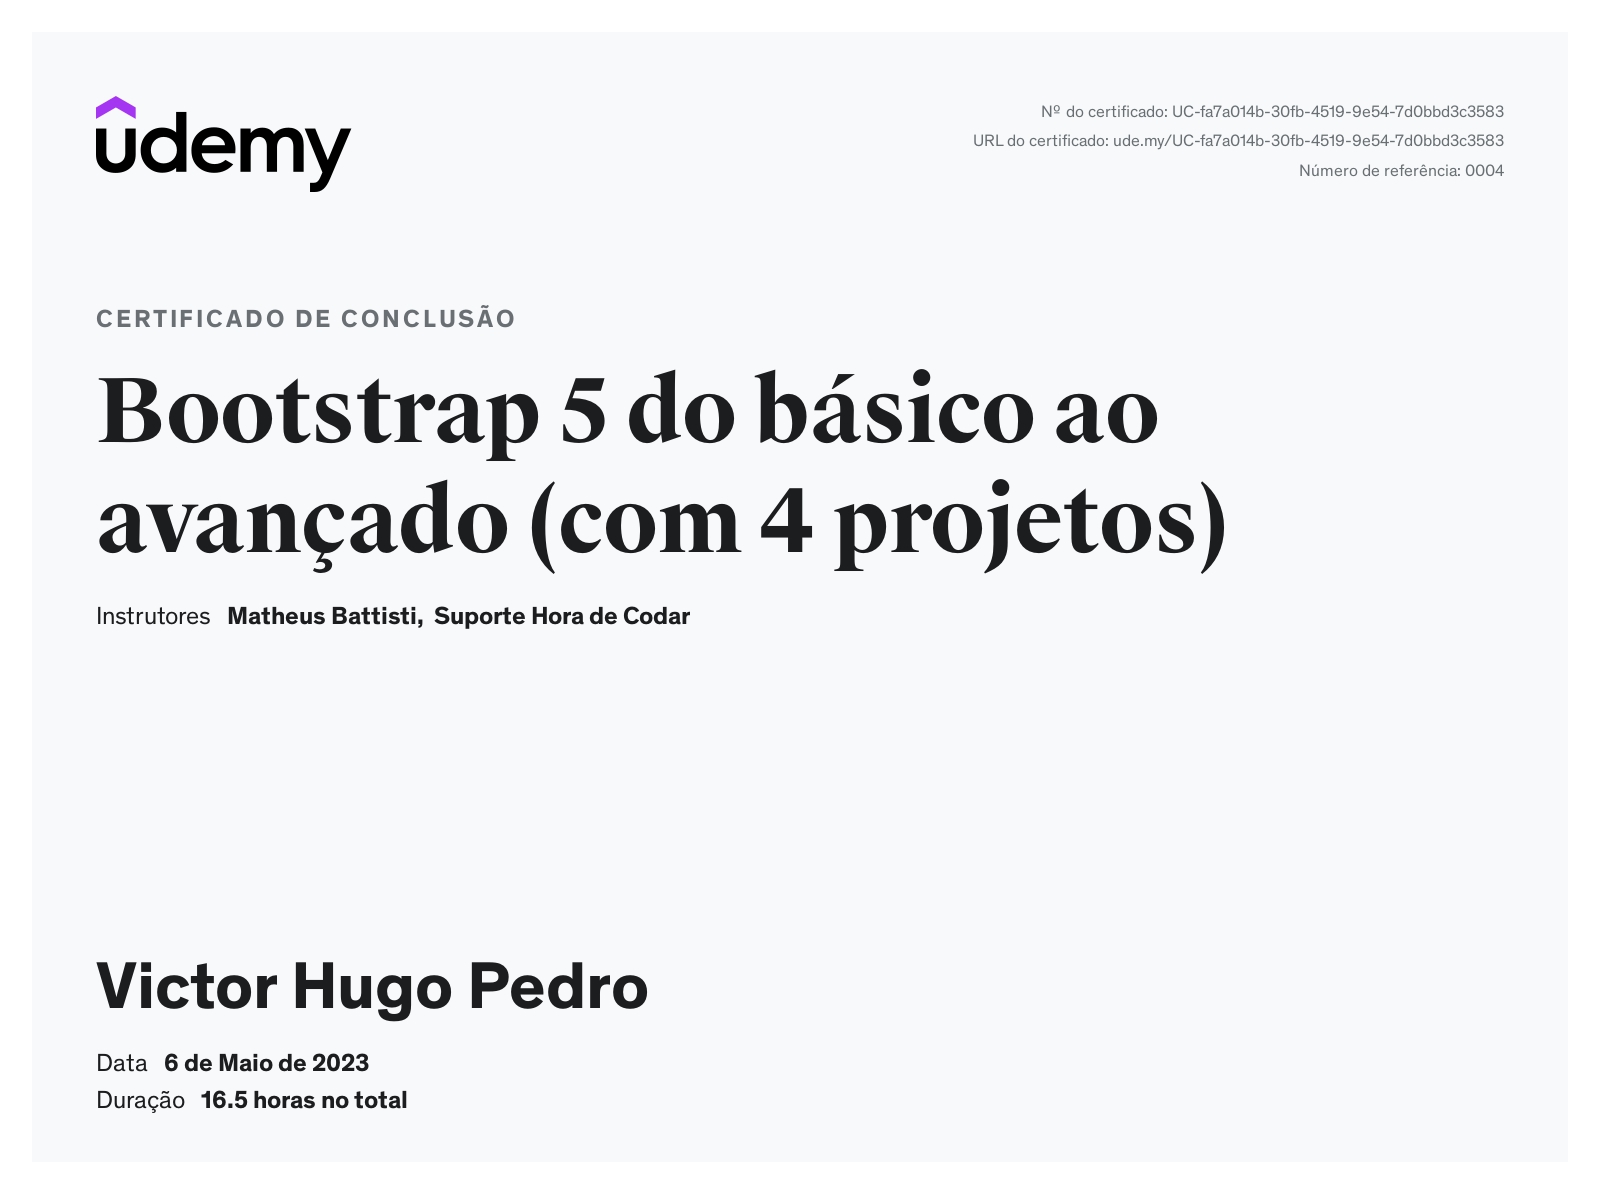 udemy
Nº do certificado: UC-fa7a014b-30fb-4519-9e54-7d0bbd3c3583
URL do certificado: ude.my/UC-fa7a014b-30fb-4519-9e54-7d0bbd3c3583
Número de referência: 0004
CERTIFICADO DE CONCLUSÃO
Bootstrap 5 do básico ao
avançado (com 4 projetos)
Instrutores Matheus Battisti, Suporte Hora de Codar
Victor Hugo Pedro
Data 6 de Maio de 2023
Duração 16.5 horas no total